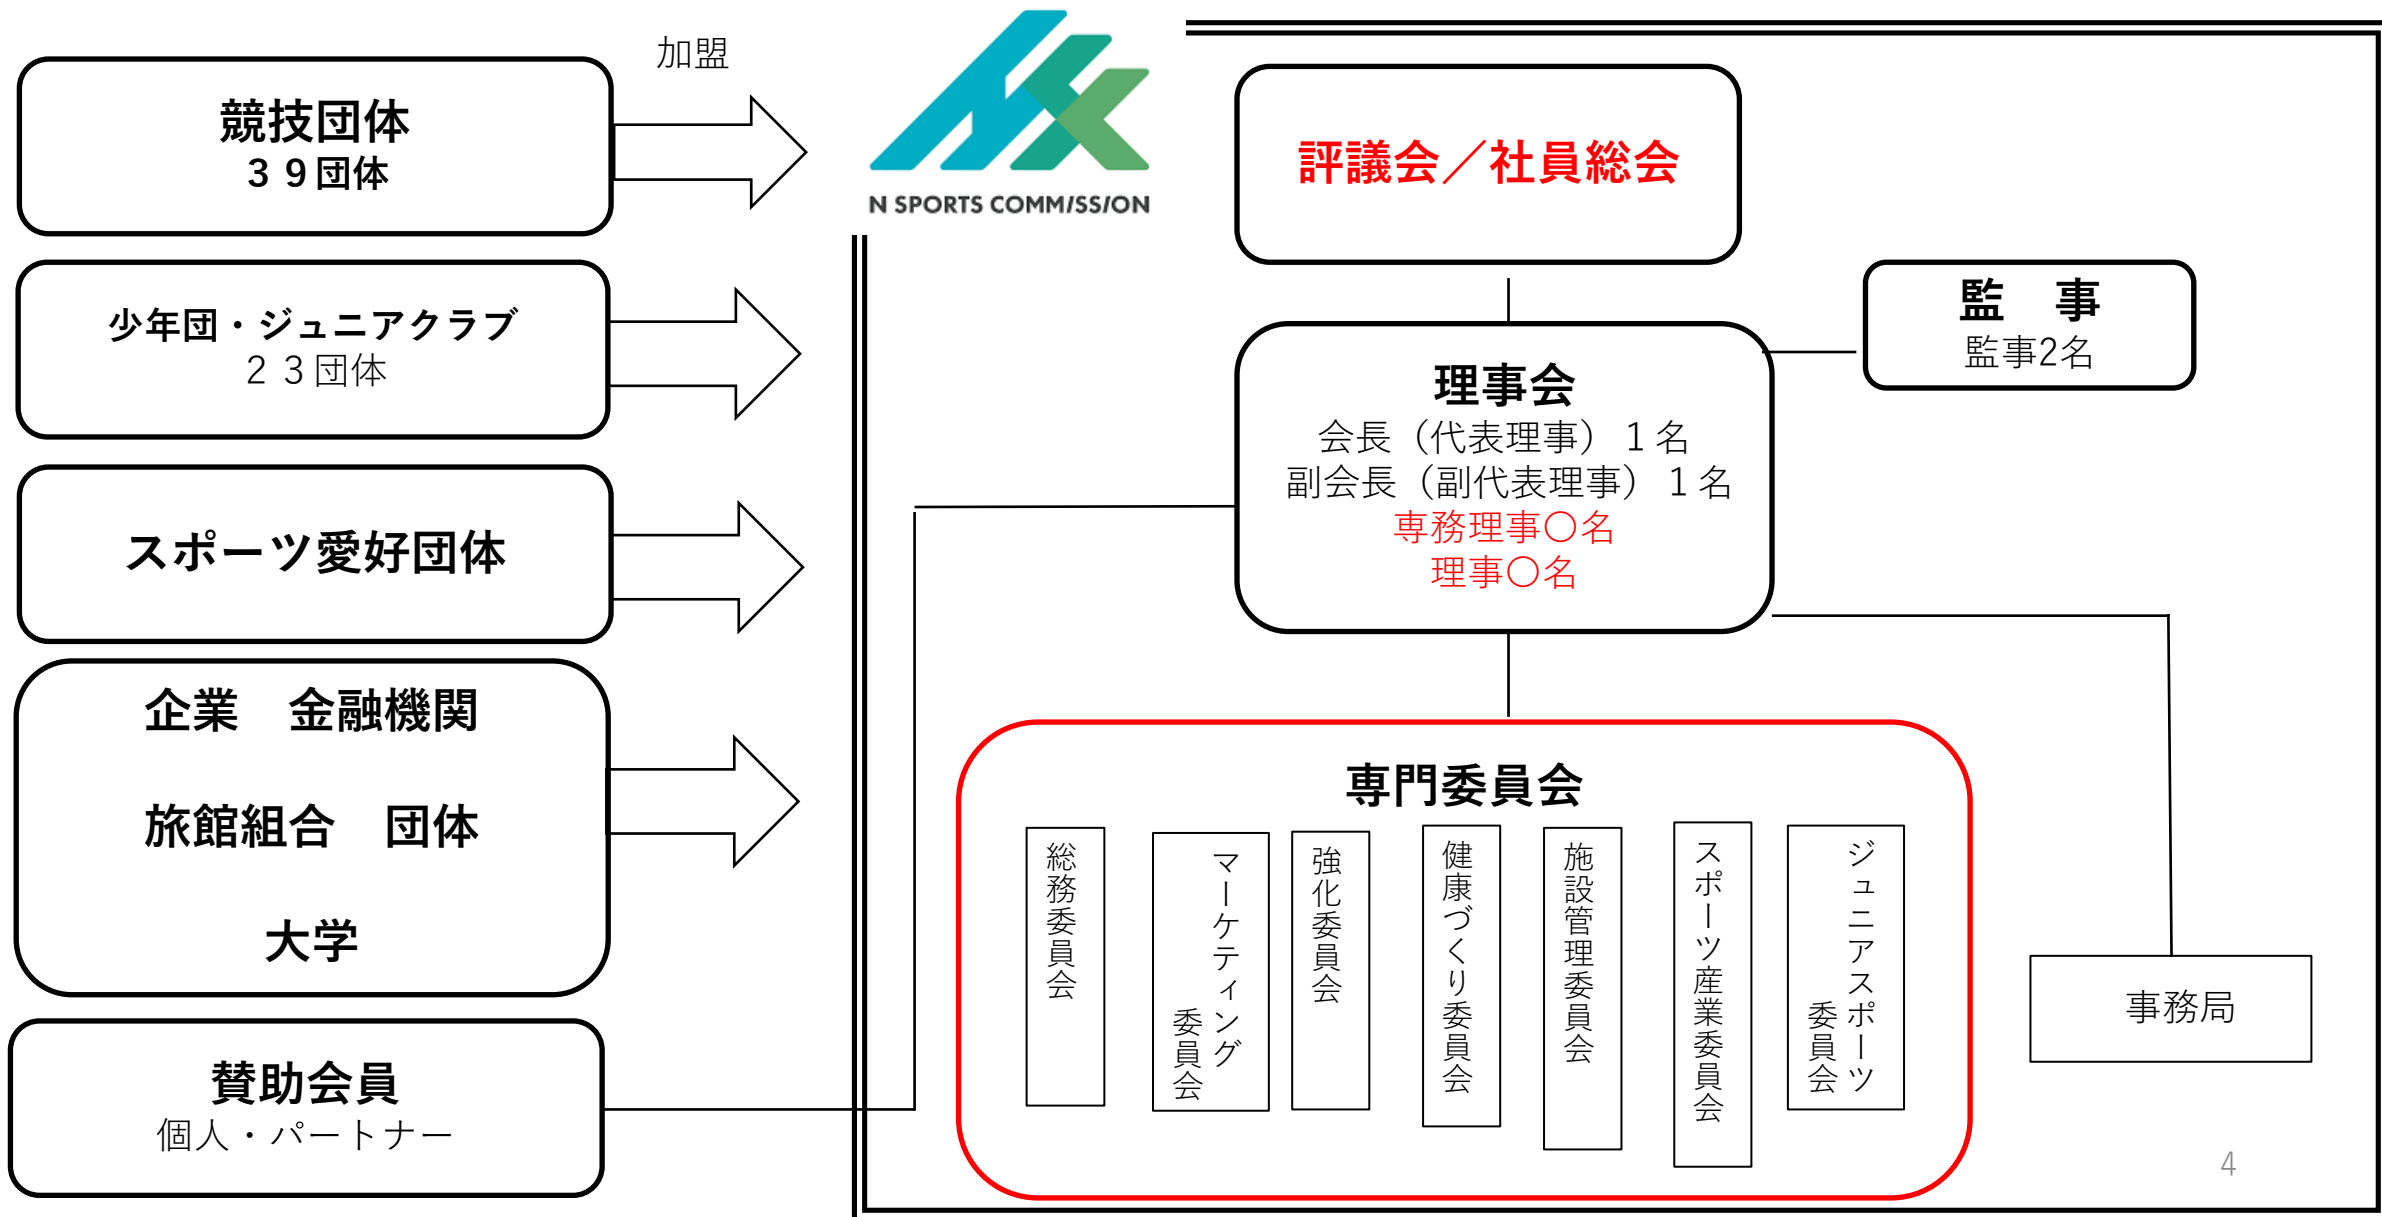 加盟
競技団体
３９団体
少年団・ジュニアクラブ
２３団体
スポーツ愛好団体
企業　金融機関
旅館組合　団体
大学
賛助会員
個人・パートナー
N SPORTS COMM/SS/ON
評議会／社員総会
監　事
監事2名
理事会
会長（代表理事）１名
副会長（副代表理事）１名
専務理事〇名
理事〇名
専門委員会
総務委員会
マーケティング
委員会
強化委員会
健康づくり委員会
施設管理委員会
スポーツ産業委員会
ジュニアスポーツ
委員会
事務局
4